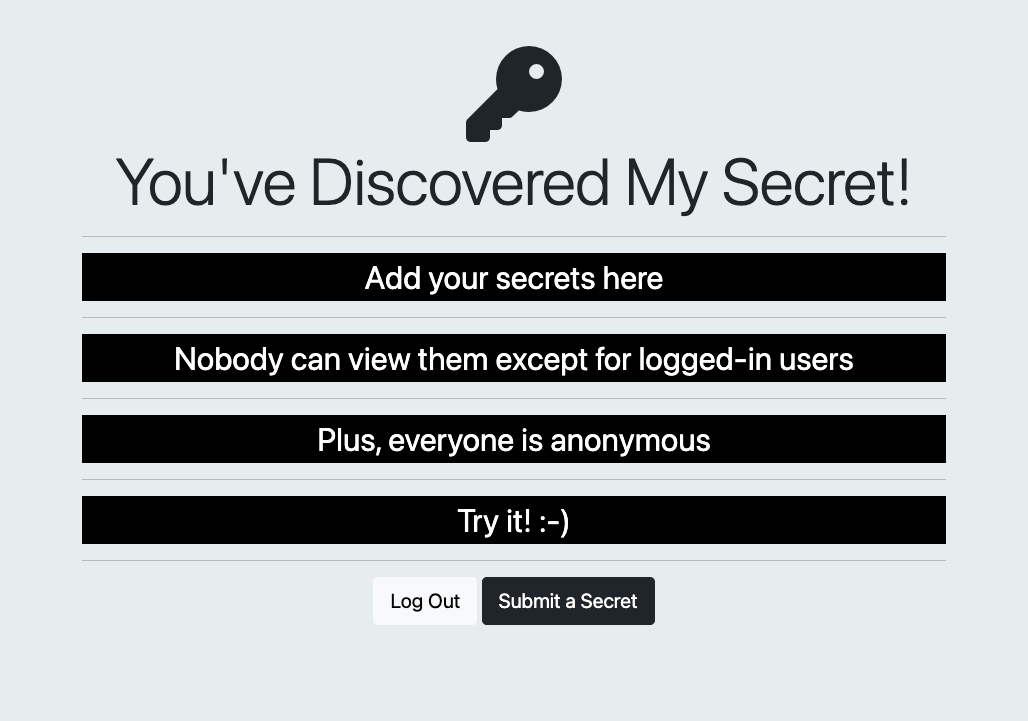 You've Discovered My Secret!
Add your secrets here
Nobody can view them except for logged-in users
Plus, everyone is anonymous
Try it! :-)
Log Out
Submit a Secret